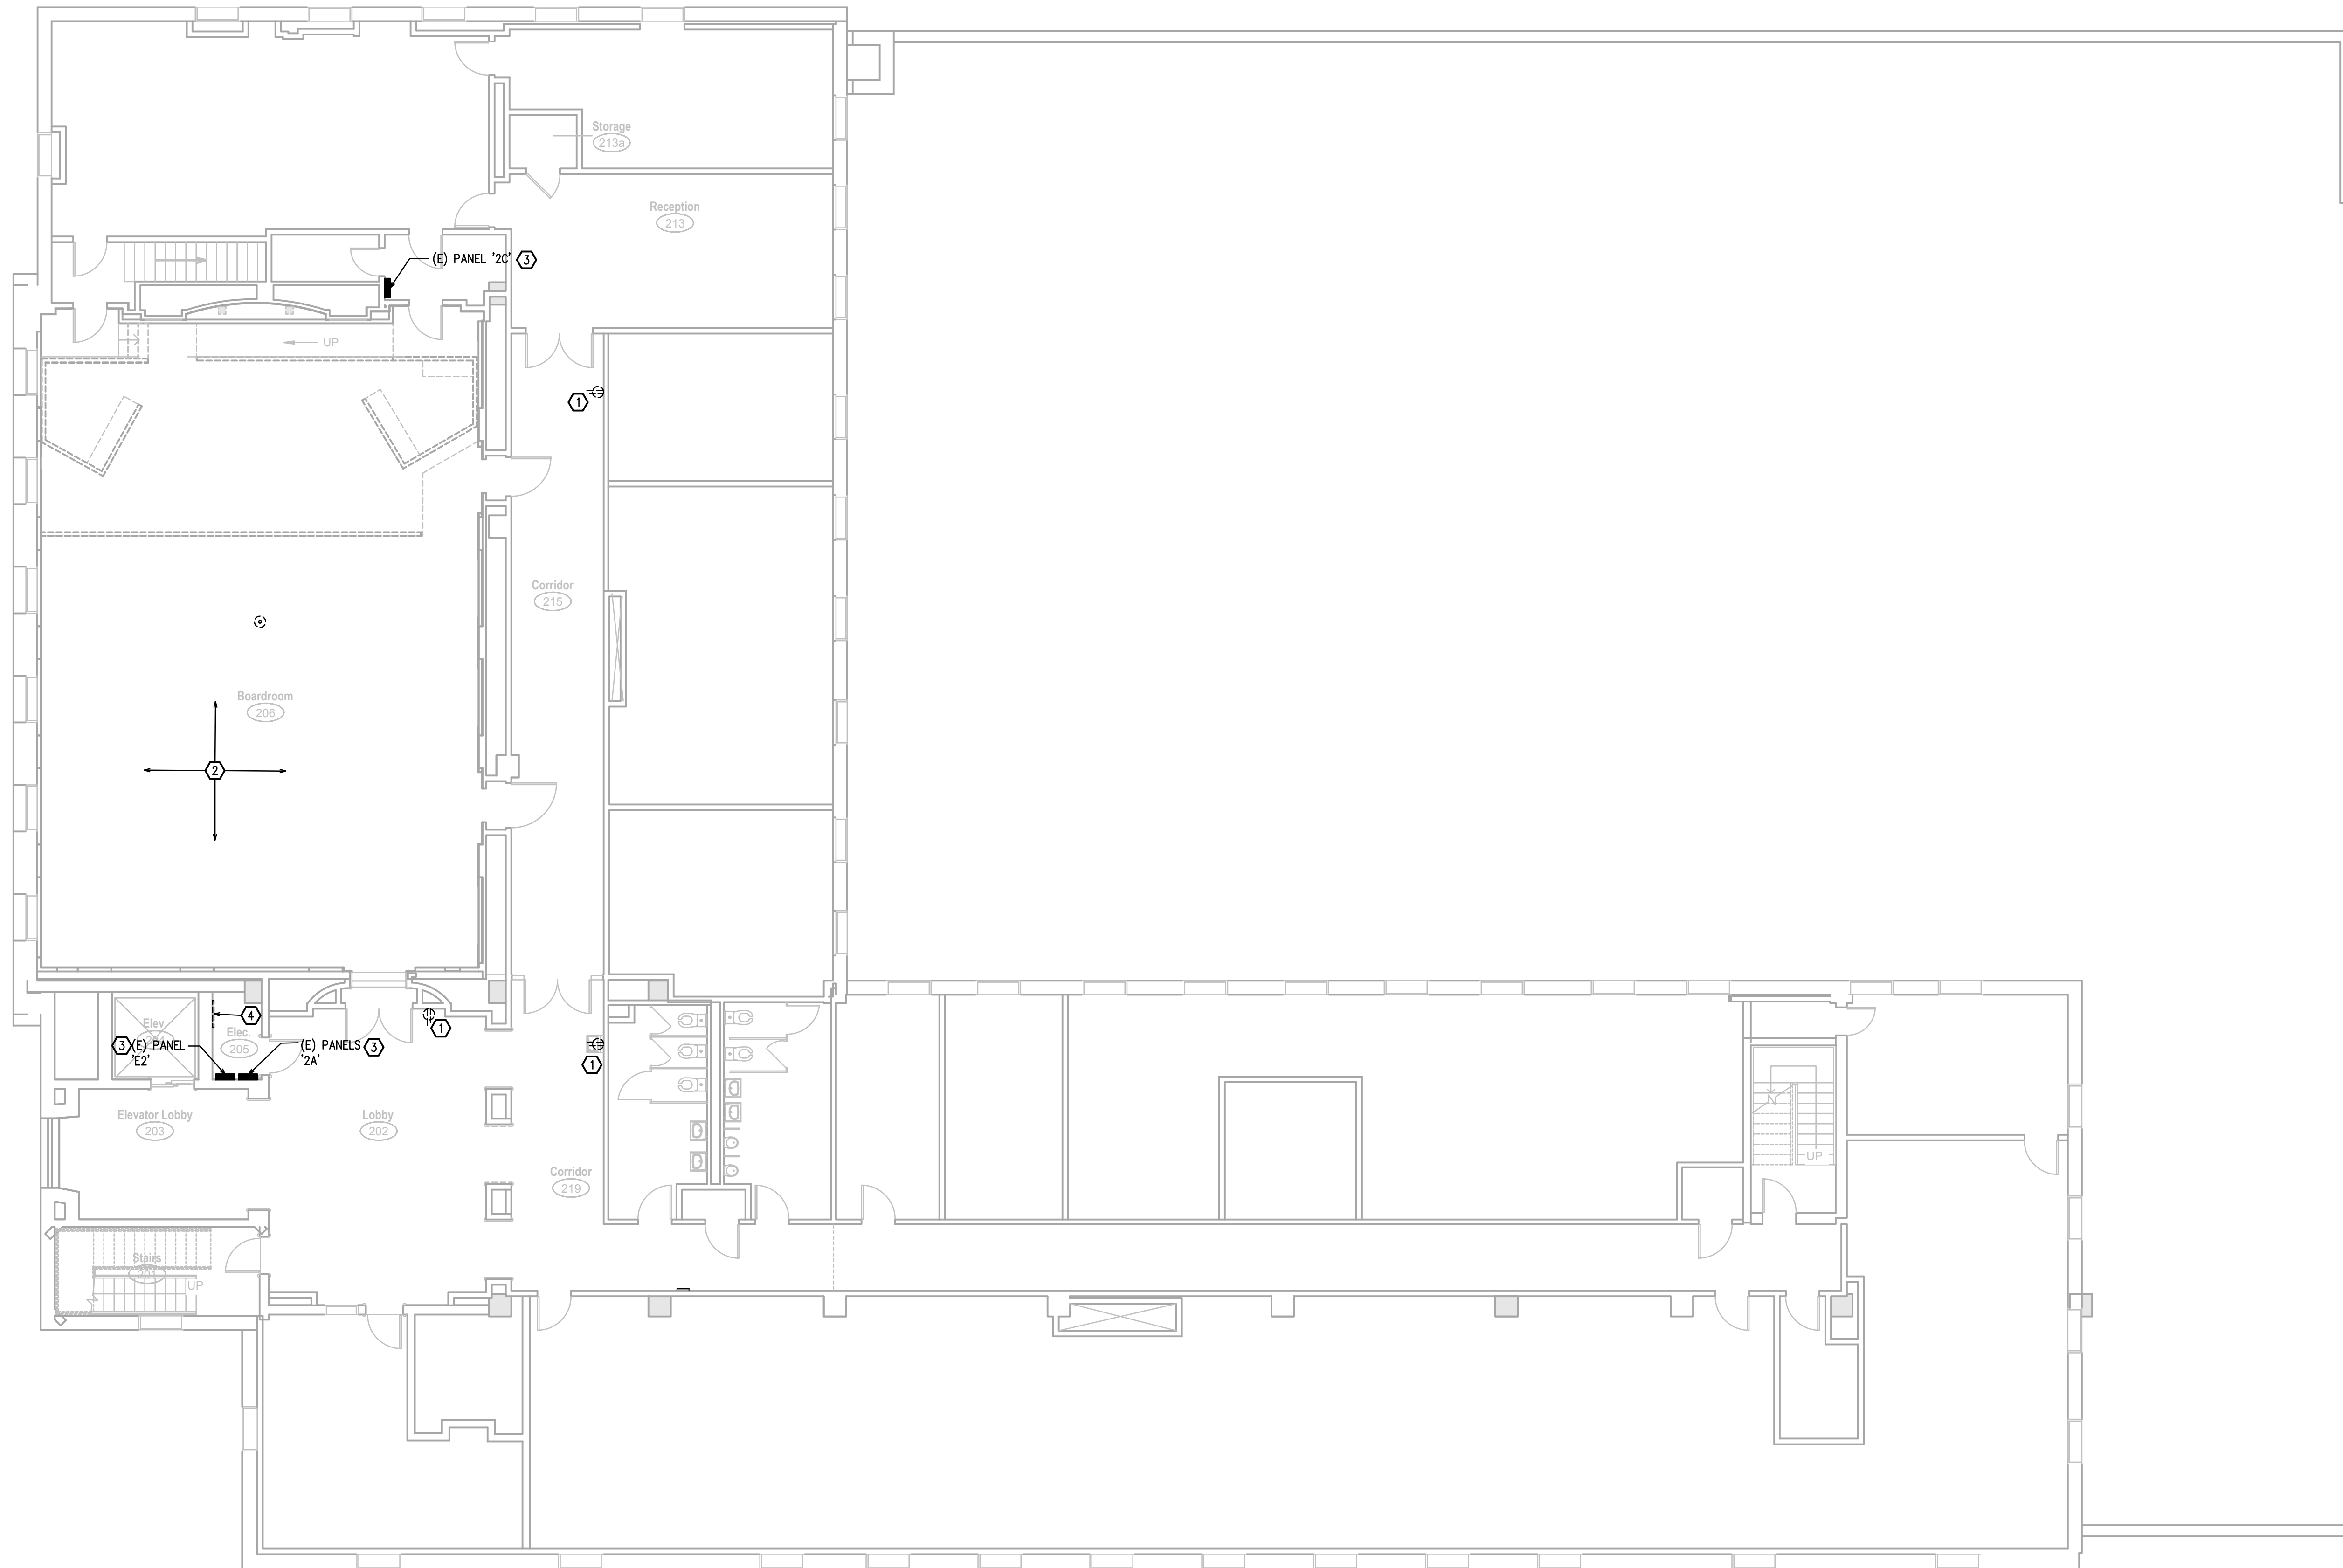 Storage
213a
Reception
213
(E) PANEL '2C' 3
UP
1
Corridor
215
Boardroom
206
2
4
1
Elev.
Elec.
205
3 (E) PANEL
'E2'
(E) PANELS 3
'2A'
1
Elevator Lobby
203
Lobby
202
UP
Corridor
219
Stairs
201
UP